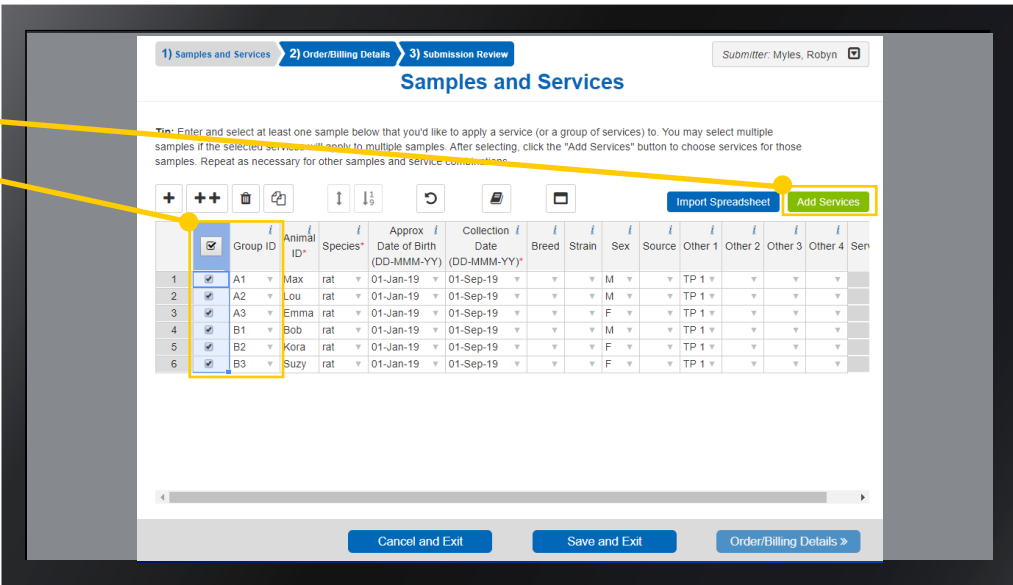 1) Samples and Services 2) Order/Billing Details 3) Submission Review Submitter: Myles, Robyn
Samples and Services
Tip: Enter and select at least one sample below that you'd like to apply a service (or a group of services) to. You may select multiple
samples if the selected services will apply to multiple samples. After selecting, click the "Add Services" button to choose services for those
samples. Repeat as necessary for other samples and service combinations.
Import Spreadsheet Add Services
Group ID Animal ID* Species* Approx Date of Birth (DD-MMM-YY) Collection Date (DD-MMM-YY)* Breed Strain Sex Source Other 1 Other 2 Other 3 Other 4 Serv
1 A1 Max rat 01-Jan-19 01-Sep-19 M TP 1
2 A2 Lou rat 01-Jan-19 01-Sep-19 M TP 1
3 A3 Emma rat 01-Jan-19 01-Sep-19 F TP 1
4 B1 Bob rat 01-Jan-19 01-Sep-19 M TP 1
5 B2 Kora rat 01-Jan-19 01-Sep-19 F TP 1
6 B3 Suzy rat 01-Jan-19 01-Sep-19 F TP 1
Cancel and Exit Save and Exit Order/Billing Details »